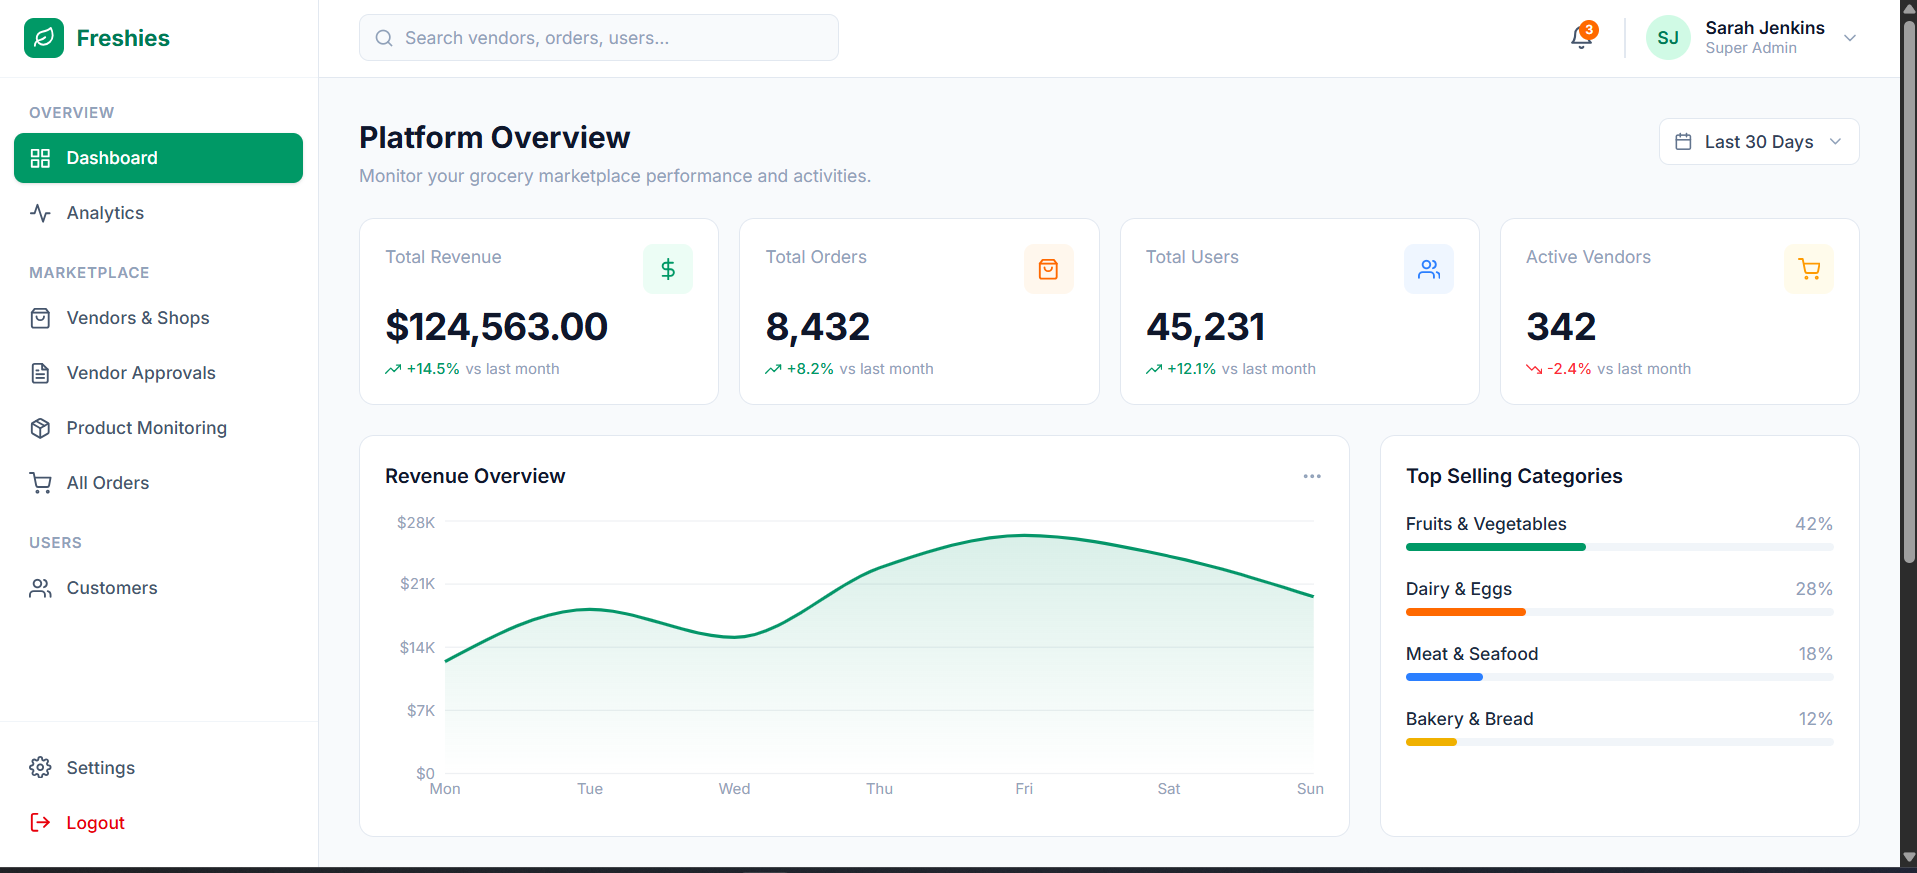 Freshies
Search vendors, orders, users...
3
SJ
Sarah Jenkins
Super Admin
OVERVIEW
Dashboard
Analytics
MARKETPLACE
Vendors & Shops
Vendor Approvals
Product Monitoring
All Orders
USERS
Customers
Settings
Logout
Platform Overview
Monitor your grocery marketplace performance and activities.
Last 30 Days
Total Revenue
$124,563.00
+14.5% vs last month
Total Orders
8,432
+8.2% vs last month
Total Users
45,231
+12.1% vs last month
Active Vendors
342
-2.4% vs last month
Revenue Overview
$28K
$21K
$14K
$7K
$0
Mon Tue Wed Thu Fri Sat Sun
Top Selling Categories
Fruits & Vegetables 42%
Dairy & Eggs 28%
Meat & Seafood 18%
Bakery & Bread 12%